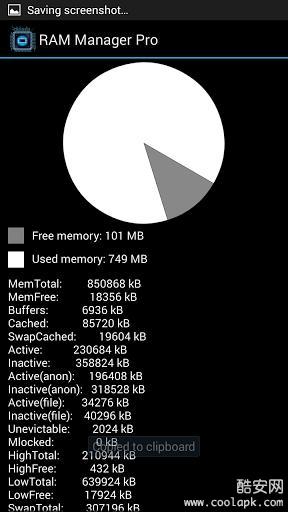 Saving screenshot...
RAM Manager Pro
Free memory: 101 MB
Used memory: 749 MB
MemTotal: 850868 kB
MemFree: 18356 kB
Buffers: 6936 kB
Cached: 85720 kB
SwapCached: 19604 kB
Active: 230684 kB
Inactive: 358824 kB
Active(anon): 196408 kB
Inactive(anon): 318528 kB
Active(file): 34276 kB
Inactive(file): 40296 kB
Unevictable: 2024 kB
Mlocked: 0 kB
Copied to clipboard
HighTotal: 210944 kB
HighFree: 432 kB
LowTotal: 639924 kB
LowFree: 17924 kB
SwapTotal: 307196 kB
酷安网
www.coolapk.com